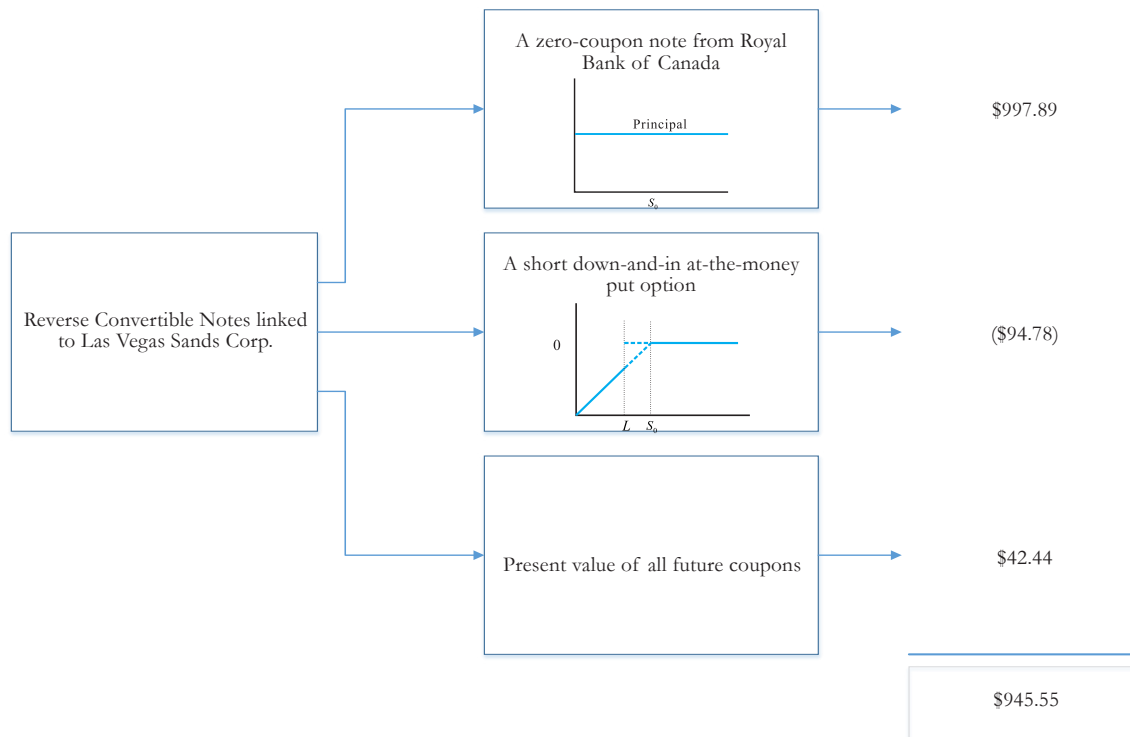 A zero-coupon note from Royal
Bank of Canada
Principal
S₀
$997.89
Reverse Convertible Notes linked
to Las Vegas Sands Corp.
A short down-and-in at-the-money
put option
0
L S₀
($94.78)
Present value of all future coupons
$42.44
$945.55